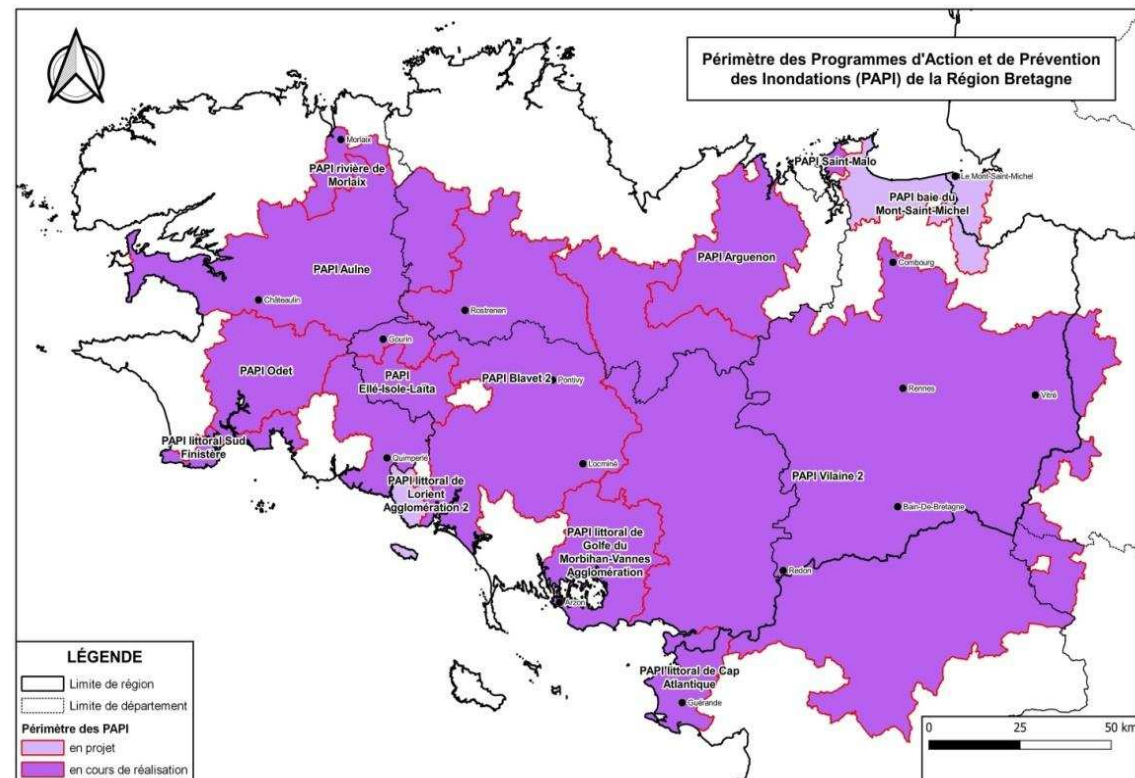 Périmètre des Programmes d'Action et de Prévention
des Inondations (PAPI) de la Région Bretagne
Morlaix
PAPI rivière de
Morlaix
PAPI Saint-Malo
Le Mont-Saint-Michel
PAPI baie du
Mont-Saint-Michel
PAPI Aulne
PAPI Arguenon
Combourg
Châteaulin
Rostrenen
Gourin
PAPI Odet
PAPI
Ellé-Isole-Laïta
PAPI Blavet 2
Pontivy
Rennes
Vitré
PAPI littoral Sud
Finistère
Quimperlé
Locminé
PAPI littoral de
Lorient
Agglomération 2
PAPI Vilaine 2
Bain-De-Bretagne
PAPI littoral de
Golfe du
Morbihan-Vannes
Agglomération
Redon
Arzon
PAPI littoral de Cap
Atlantique
Guérande
LÉGENDE
Limite de région
Limite de département
Périmètre des PAPI
en projet
en cours de réalisation
0 25 50 km